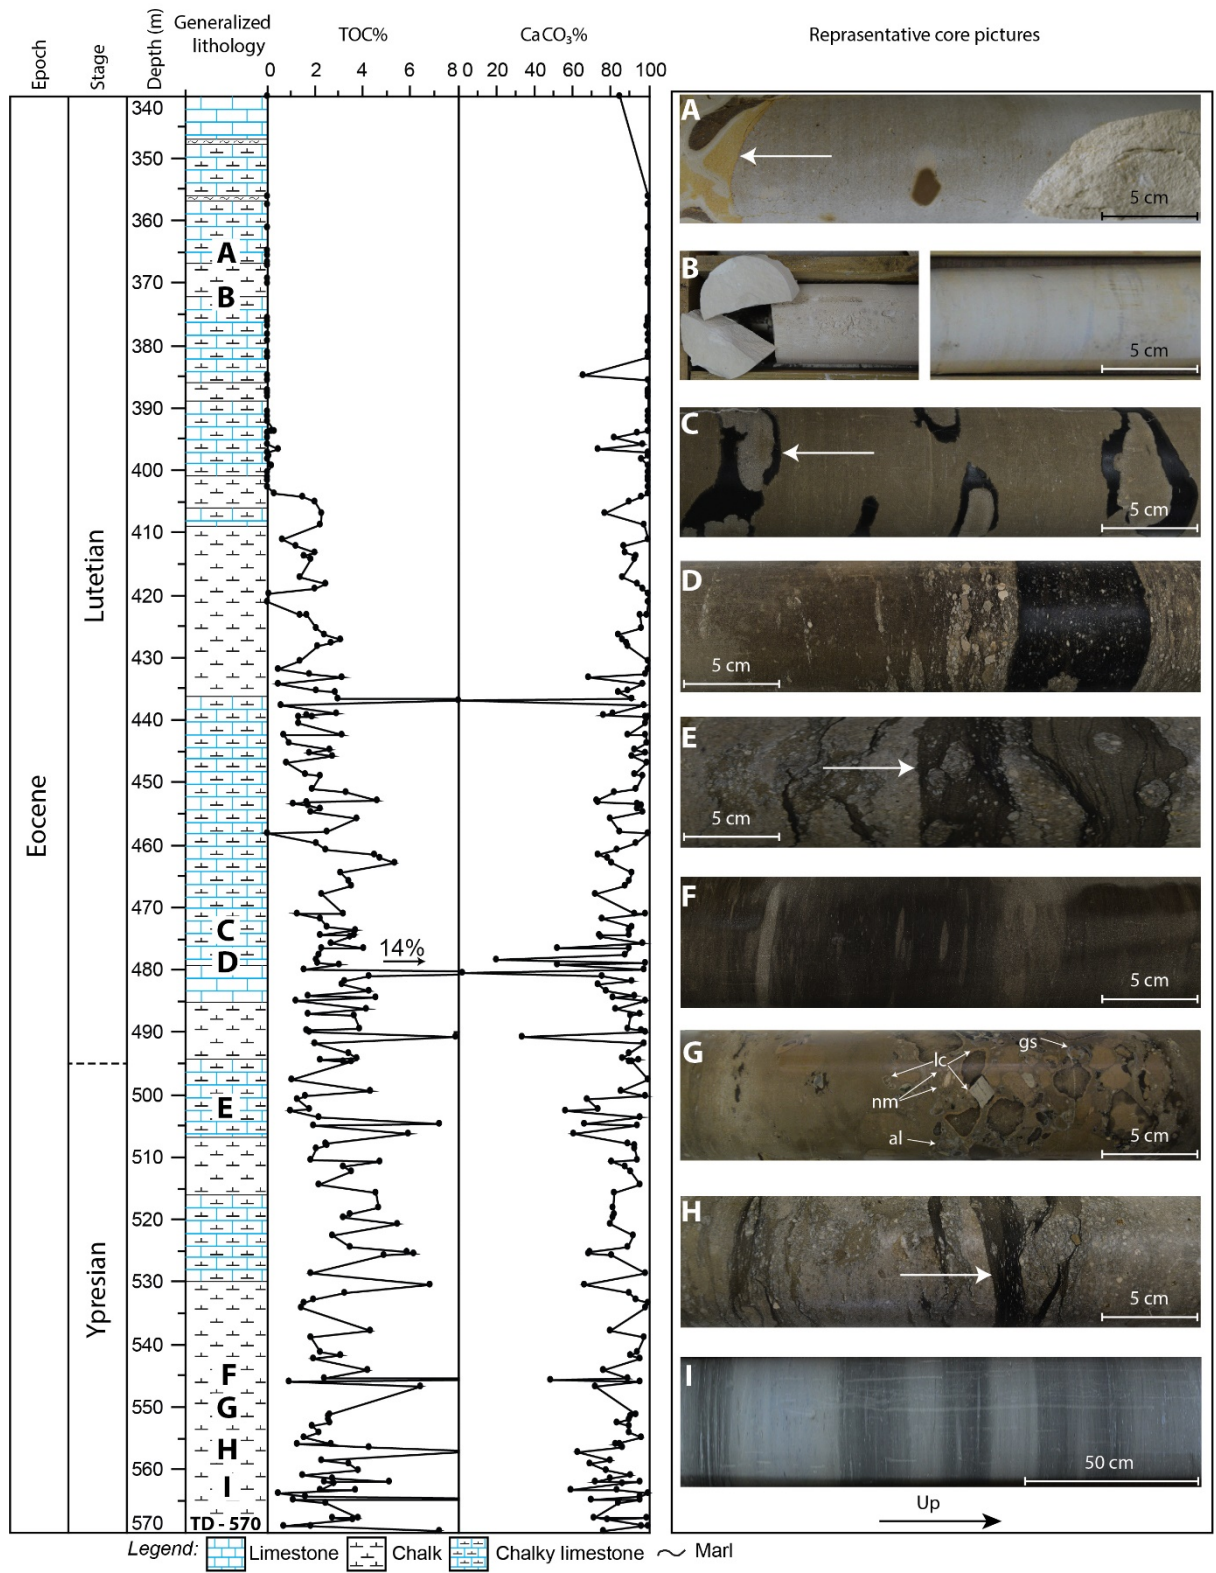 Epoch
Stage
Depth (m)
Generalized
lithology
TOC%
CaCO₃%
Reprasentative core pictures
0 2 4 6 8 0 20 40 60 80 100
340
350
360
370
380
390
400
410
420
430
440
450
460
470
480
490
500
510
520
530
540
550
560
570
Eocene
Lutetian
Ypresian
A
B
C
D
E
F
G
H
I
TD - 570
14%
A
5 cm
B
5 cm
C
5 cm
D
5 cm
E
5 cm
F
5 cm
G
gs
lc
nm
al
5 cm
H
5 cm
I
50 cm
Up
Legend: Limestone Chalk Chalky limestone Marl